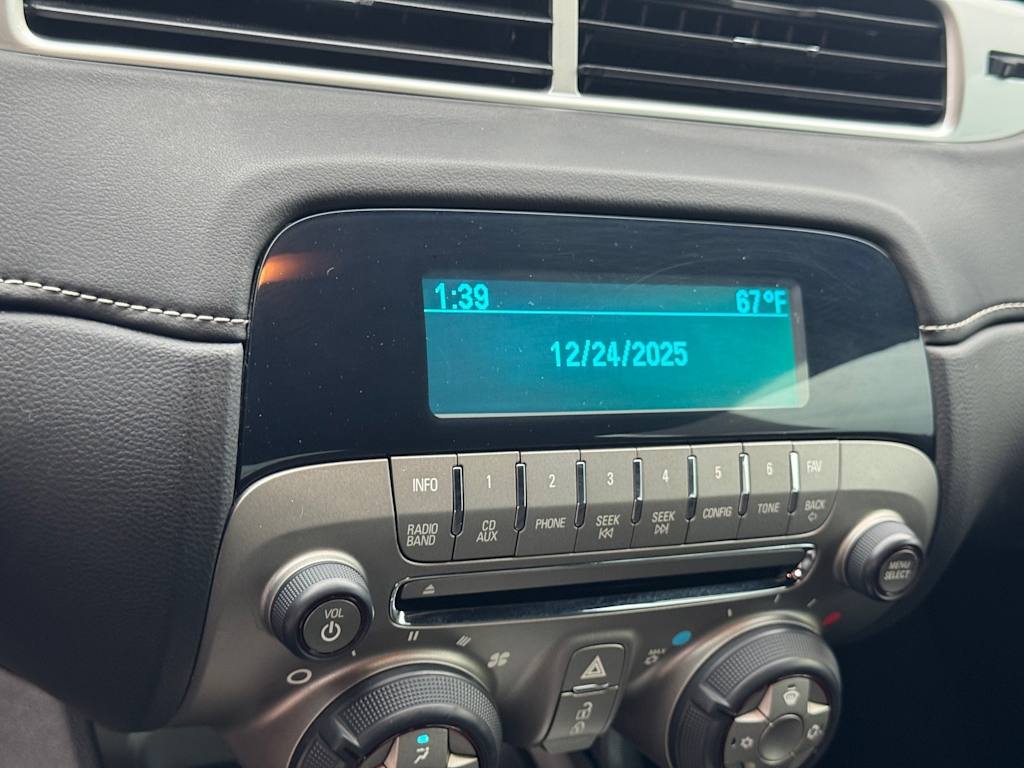 1:39 67°F
12/24/2025
INFO 1 2 3 4 5 6 FAV
RADIO BAND CD AUX PHONE SEEK SEEK CONFIG TONE BACK
VOL
MENU SELECT
MAX